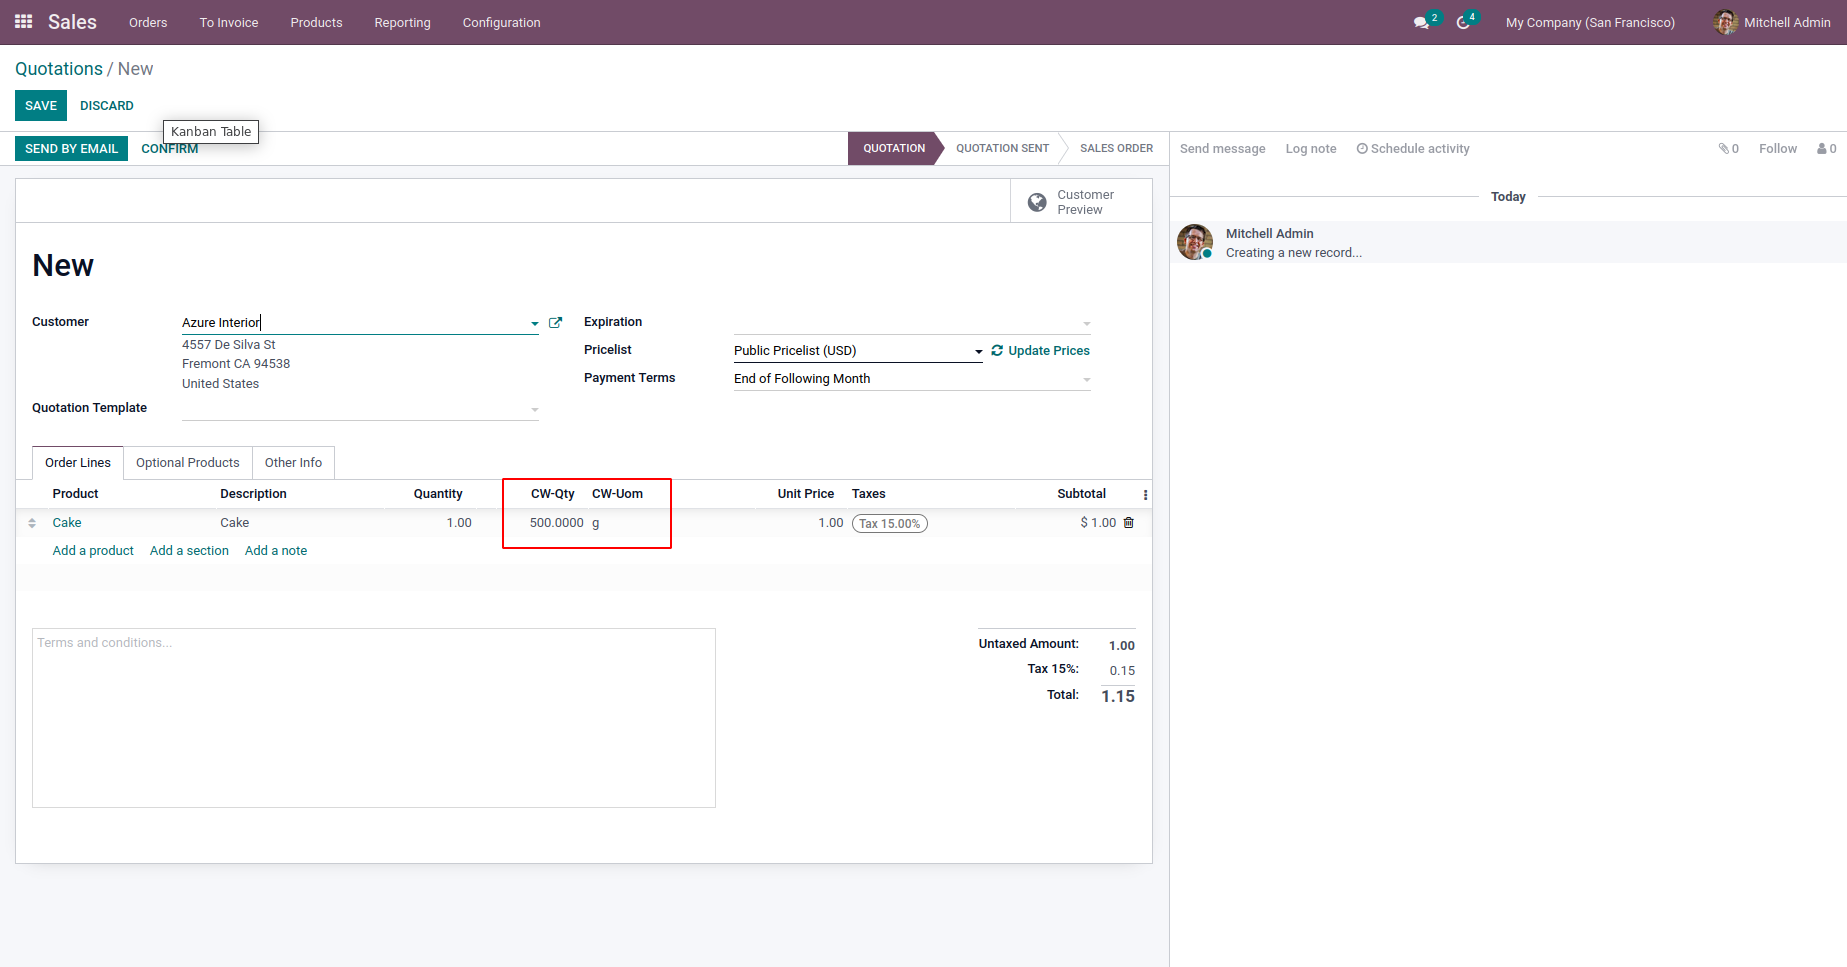 Sales Orders To Invoice Products Reporting Configuration 2 4 My Company (San Francisco) Mitchell Admin
Quotations / New
SAVE DISCARD
Kanban Table
SEND BY EMAIL CONFIRM QUOTATION QUOTATION SENT SALES ORDER Send message Log note Schedule activity 0 Follow 0
Customer
Preview
Today
Mitchell Admin
Creating a new record...
New
Customer Azure Interior
4557 De Silva St
Fremont CA 94538
United States
Quotation Template
Expiration
Pricelist Public Pricelist (USD) Update Prices
Payment Terms End of Following Month
Order Lines Optional Products Other Info
Product Description Quantity CW-Qty CW-Uom Unit Price Taxes Subtotal
Cake Cake 1.00 500.0000 g 1.00 Tax 15.00% $ 1.00
Add a product Add a section Add a note
Terms and conditions...
Untaxed Amount: 1.00
Tax 15%: 0.15
Total: 1.15